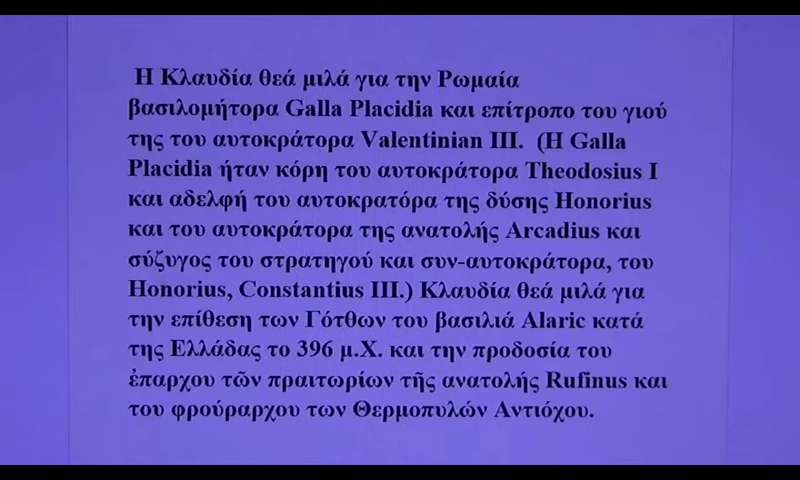 Η Κλαυδία θεά μιλά για την Ρωμαία
βασιλομήτορα Galla Placidia και επίτροπο του γιού
της του αυτοκράτορα Valentinian III.  (Η Galla
Placidia ήταν κόρη του αυτοκράτορα Theodosius I
και αδελφή του αυτοκρατόρα της δύσης Honorius
και του αυτοκράτορα της ανατολής Arcadius και
σύζυγος του στρατηγού και συν-αυτοκράτορα, του
Honorius, Constantius III.) Κλαυδία θεά μιλά για
την επίθεση των Γότθων του βασιλιά Alaric κατά
της Ελλάδας το 396 μ.Χ. και την προδοσία του
ἐπαρχου τῶν πραιτωρίων τῆς ανατολής Rufinus και
του φρούραρχου των Θερμοπυλών Αντιόχου.